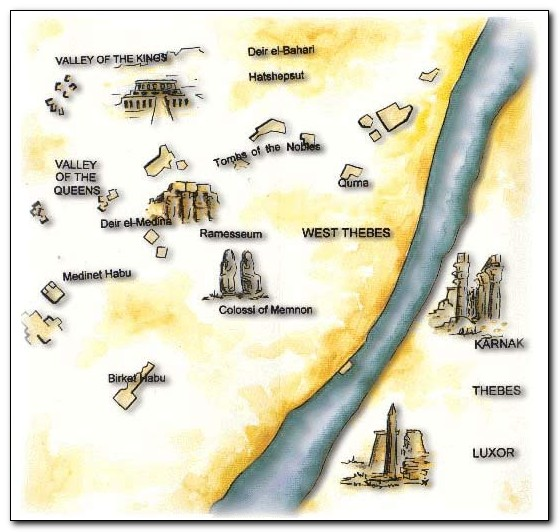 VALLEY OF THE KINGS
Deir el-Bahari
Hatshepsut
Tombs of the Nobles
VALLEY
OF THE
QUEENS
Qurna
Deir el-Medina
Ramesseum
WEST THEBES
Medinet Habu
Colossi of Memnon
KARNAK
Birket Habu
THEBES
LUXOR